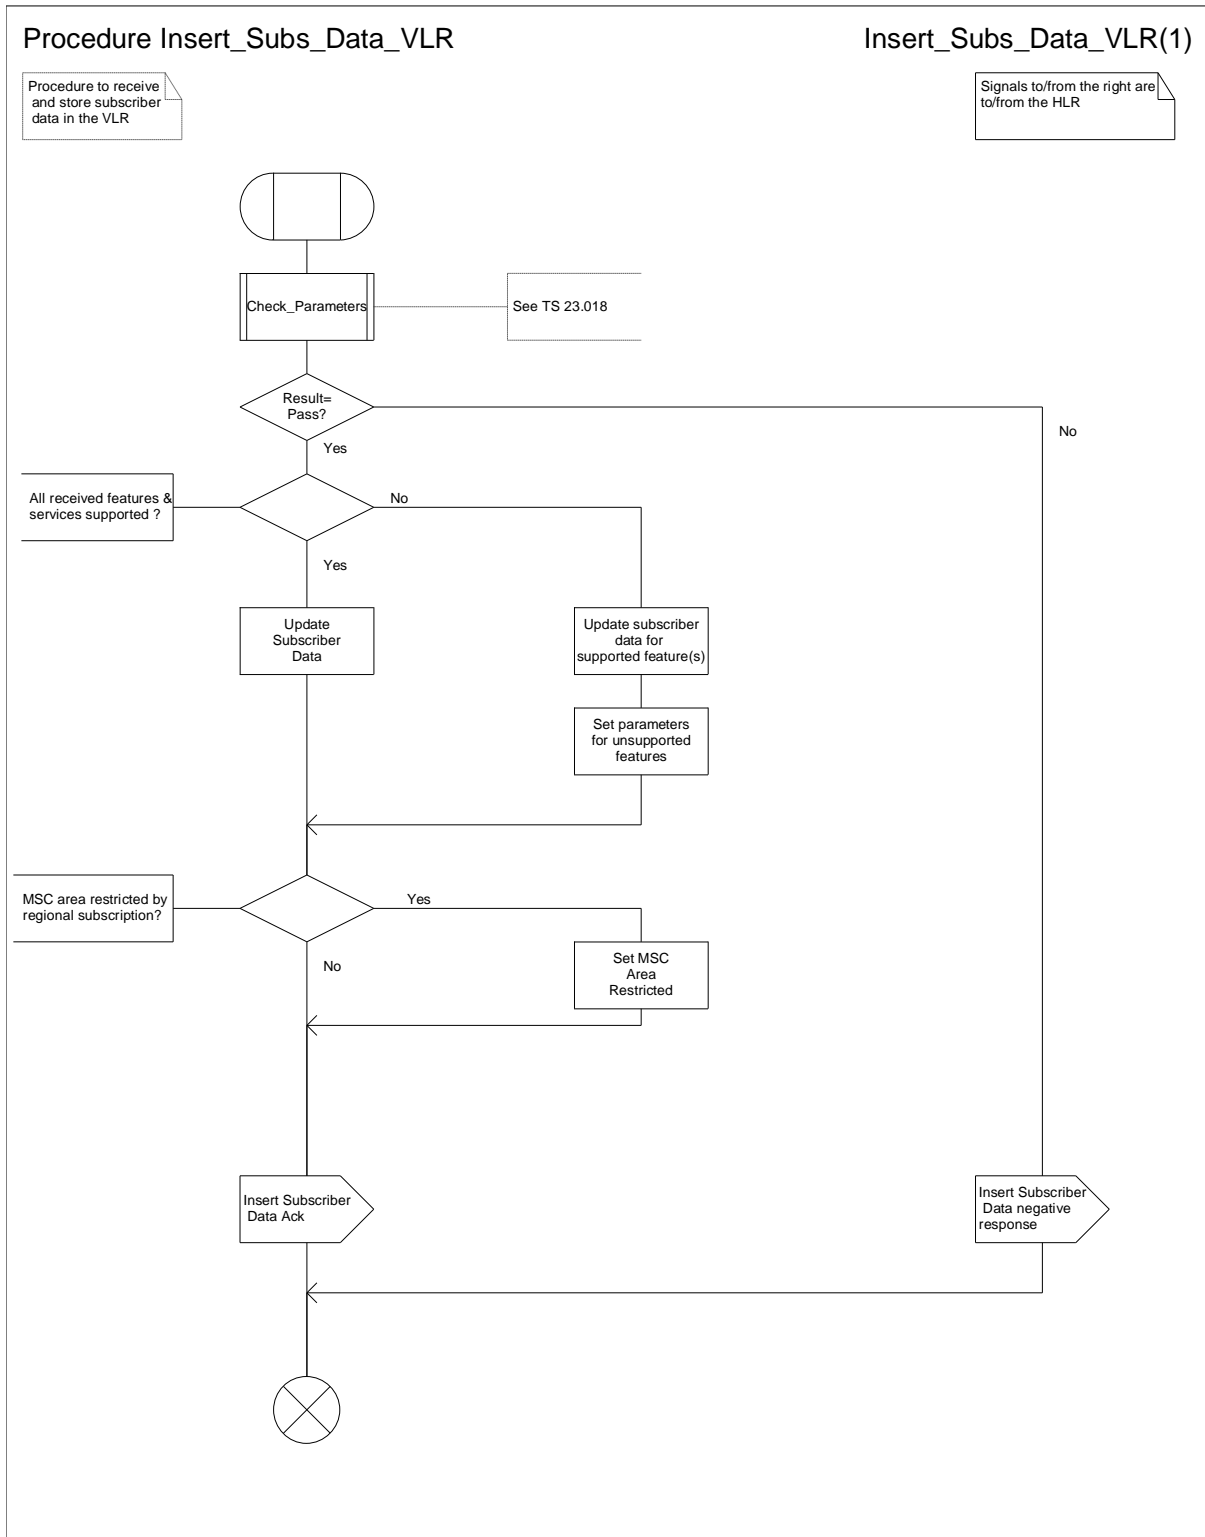 Procedure Insert_Subs_Data_VLR
Insert_Subs_Data_VLR(1)
Procedure to receive
and store subscriber
data in the VLR
Signals to/from the right are
to/from the HLR
Check_Parameters
See TS 23.018
Result=
Pass?
No
Yes
All received features &
services supported ?
No
Yes
Update
Subscriber
Data
Update subscriber
data for
supported feature(s)
Set parameters
for unsupported
features
MSC area restricted by
regional subscription?
Yes
No
Set MSC
Area
Restricted
Insert Subscriber
Data Ack
Insert Subscriber
Data negative
response